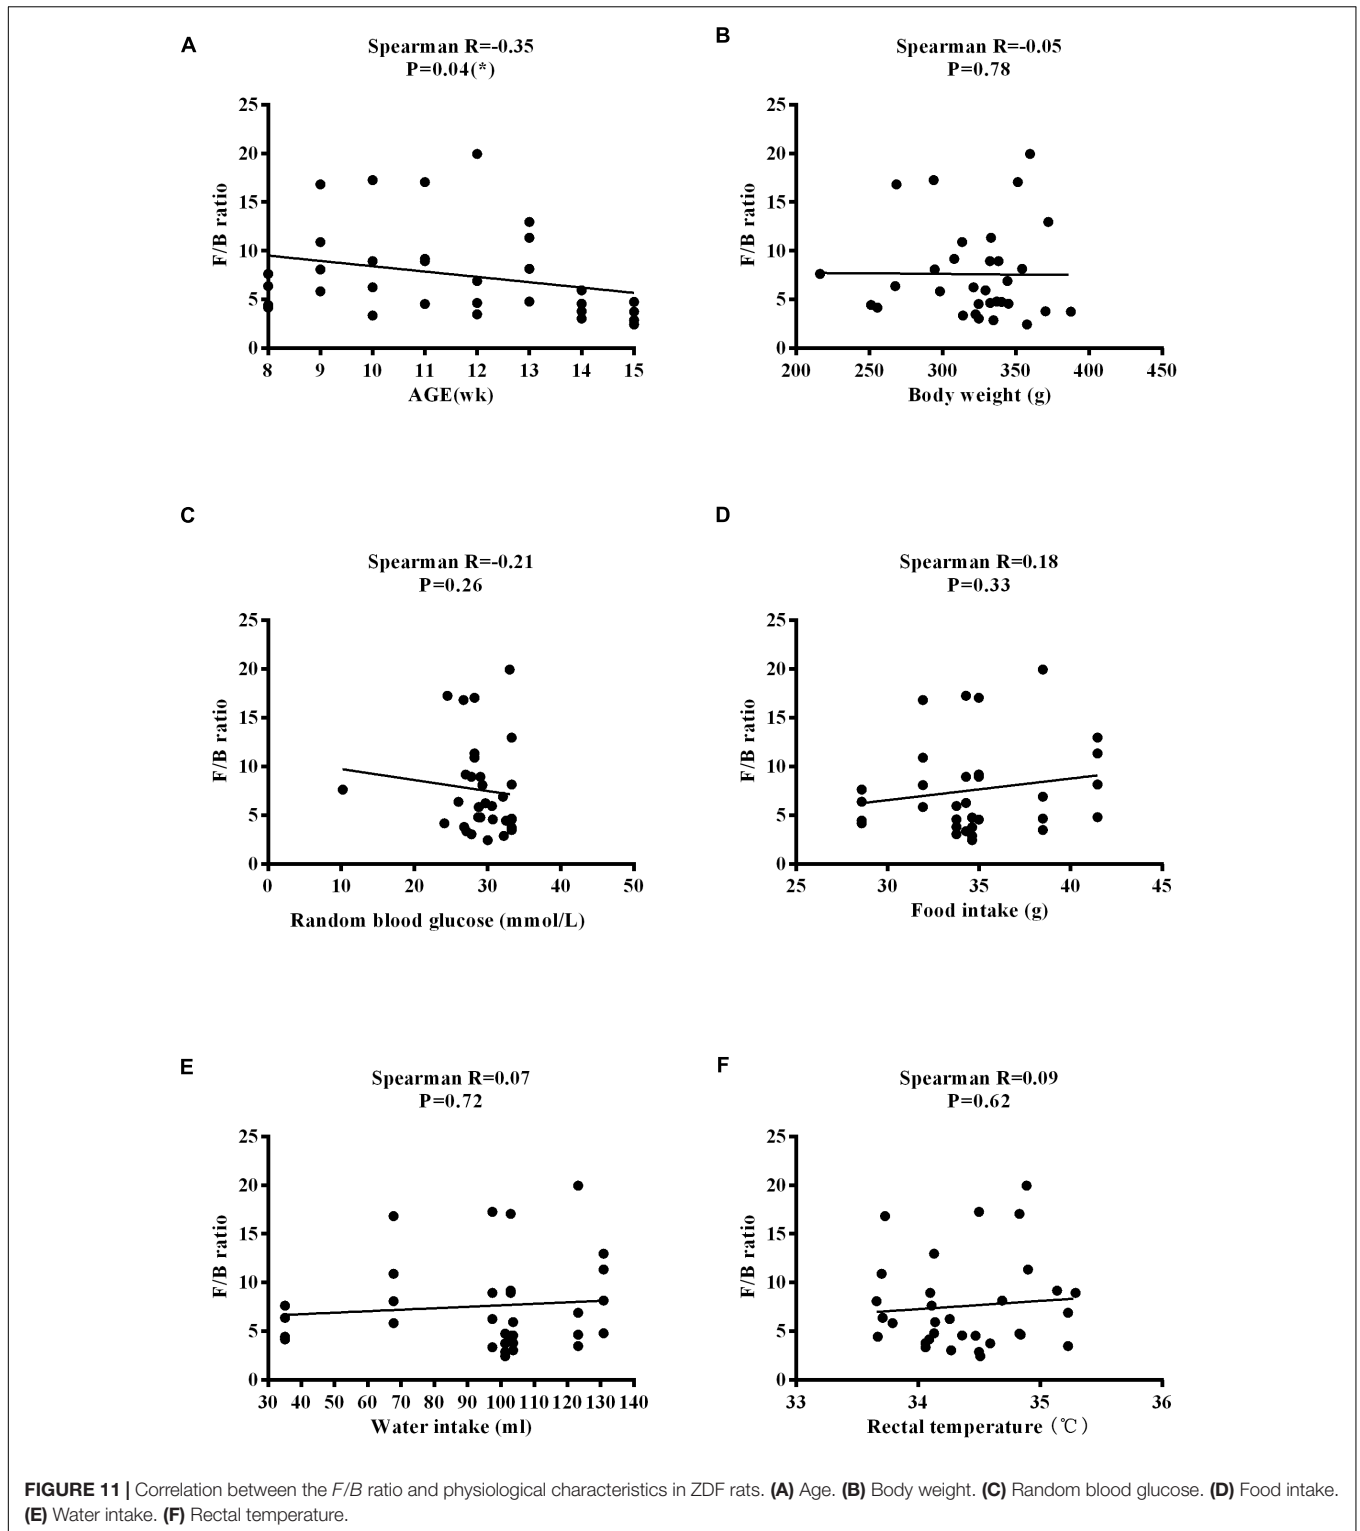 A
Spearman R=-0.35
P=0.04(*)
F/B ratio
25
20
15
10
5
0
8 9 10 11 12 13 14 15
AGE(wk)
B
Spearman R=-0.05
P=0.78
F/B ratio
25
20
15
10
5
0
200 250 300 350 400 450
Body weight (g)
C
Spearman R=-0.21
P=0.26
F/B ratio
25
20
15
10
5
0
0 10 20 30 40 50
Random blood glucose (mmol/L)
D
Spearman R=0.18
P=0.33
F/B ratio
25
20
15
10
5
0
25 30 35 40 45
Food intake (g)
E
Spearman R=0.07
P=0.72
F/B ratio
25
20
15
10
5
0
30 40 50 60 70 80 90 100 110 120 130 140
Water intake (ml)
F
Spearman R=0.09
P=0.62
F/B ratio
25
20
15
10
5
0
33 34 35 36
Rectal temperature（℃）
FIGURE 11 | Correlation between the F/B ratio and physiological characteristics in ZDF rats. (A) Age. (B) Body weight. (C) Random blood glucose. (D) Food intake.
(E) Water intake. (F) Rectal temperature.